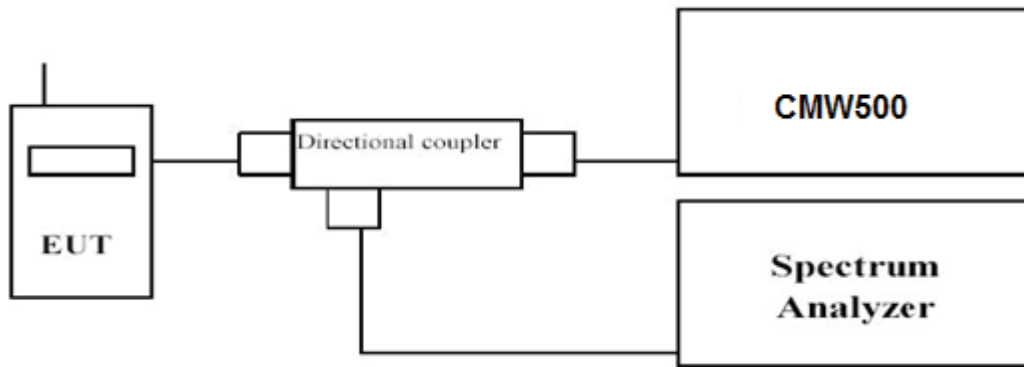 EUT
Directional coupler
CMW500
Spectrum
Analyzer